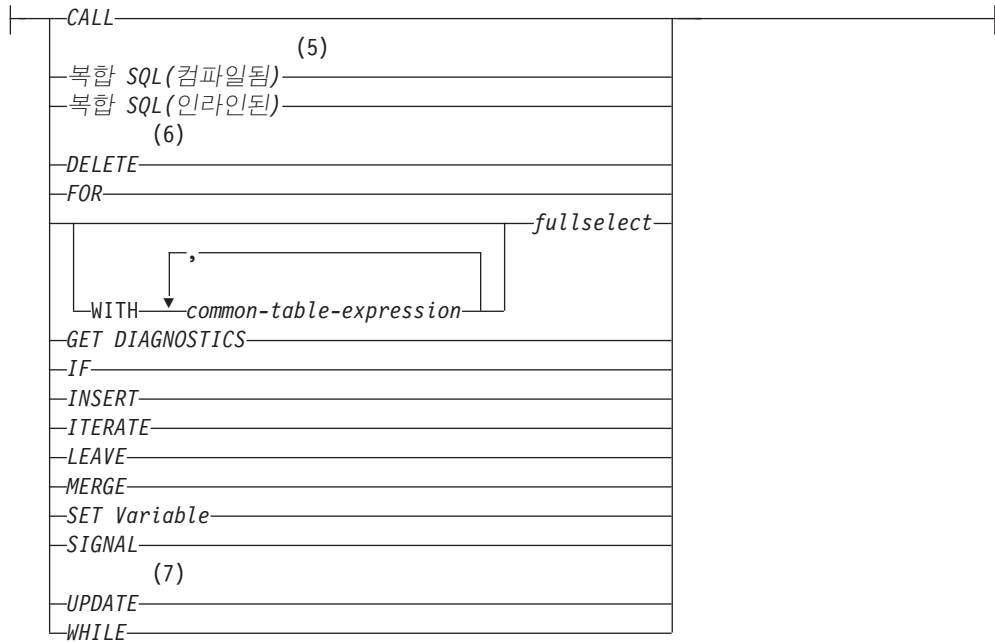 CALL
(5)
복합 SQL(컴파일됨)
복합 SQL(인라인된)
(6)
DELETE
FOR
fullselect
,
WITH common-table-expression
GET DIAGNOSTICS
IF
INSERT
ITERATE
LEAVE
MERGE
SET Variable
SIGNAL
(7)
UPDATE
WHILE